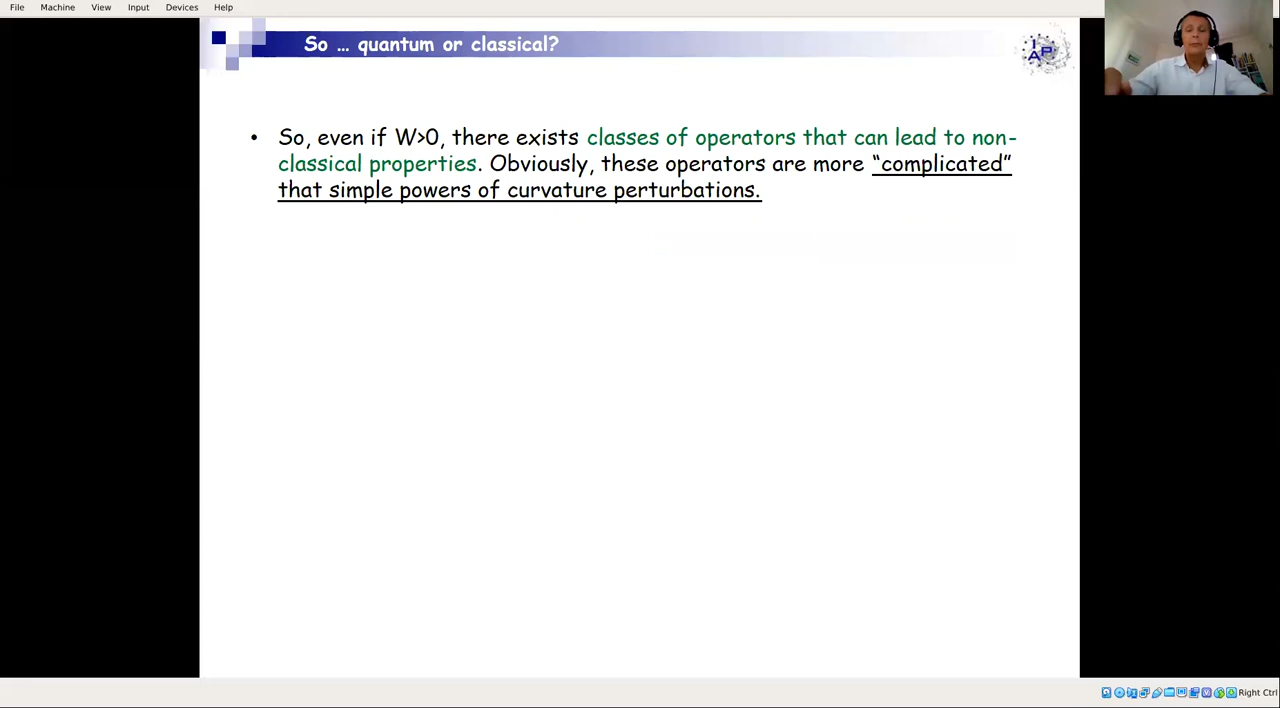 File Machine View Input Devices Help
So ... quantum or classical?
IAP
• So, even if W>0, there exists classes of operators that can lead to non-
classical properties. Obviously, these operators are more “complicated”
that simple powers of curvature perturbations.
Right Ctrl